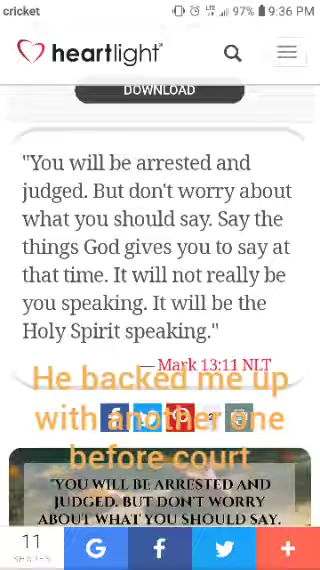 cricket 97% 9:36 PM
heartlight
DOWNLOAD
"You will be arrested and
judged. But don't worry about
what you should say. Say the
things God gives you to say at
that time. It will not really be
you speaking. It will be the
Holy Spirit speaking."
— Mark 13:11 NLT
He backed me up
with another one
before court
"YOU WILL BE ARRESTED AND
JUDGED. BUT DON'T WORRY
ABOUT WHAT YOU SHOULD SAY.
11
SHARES